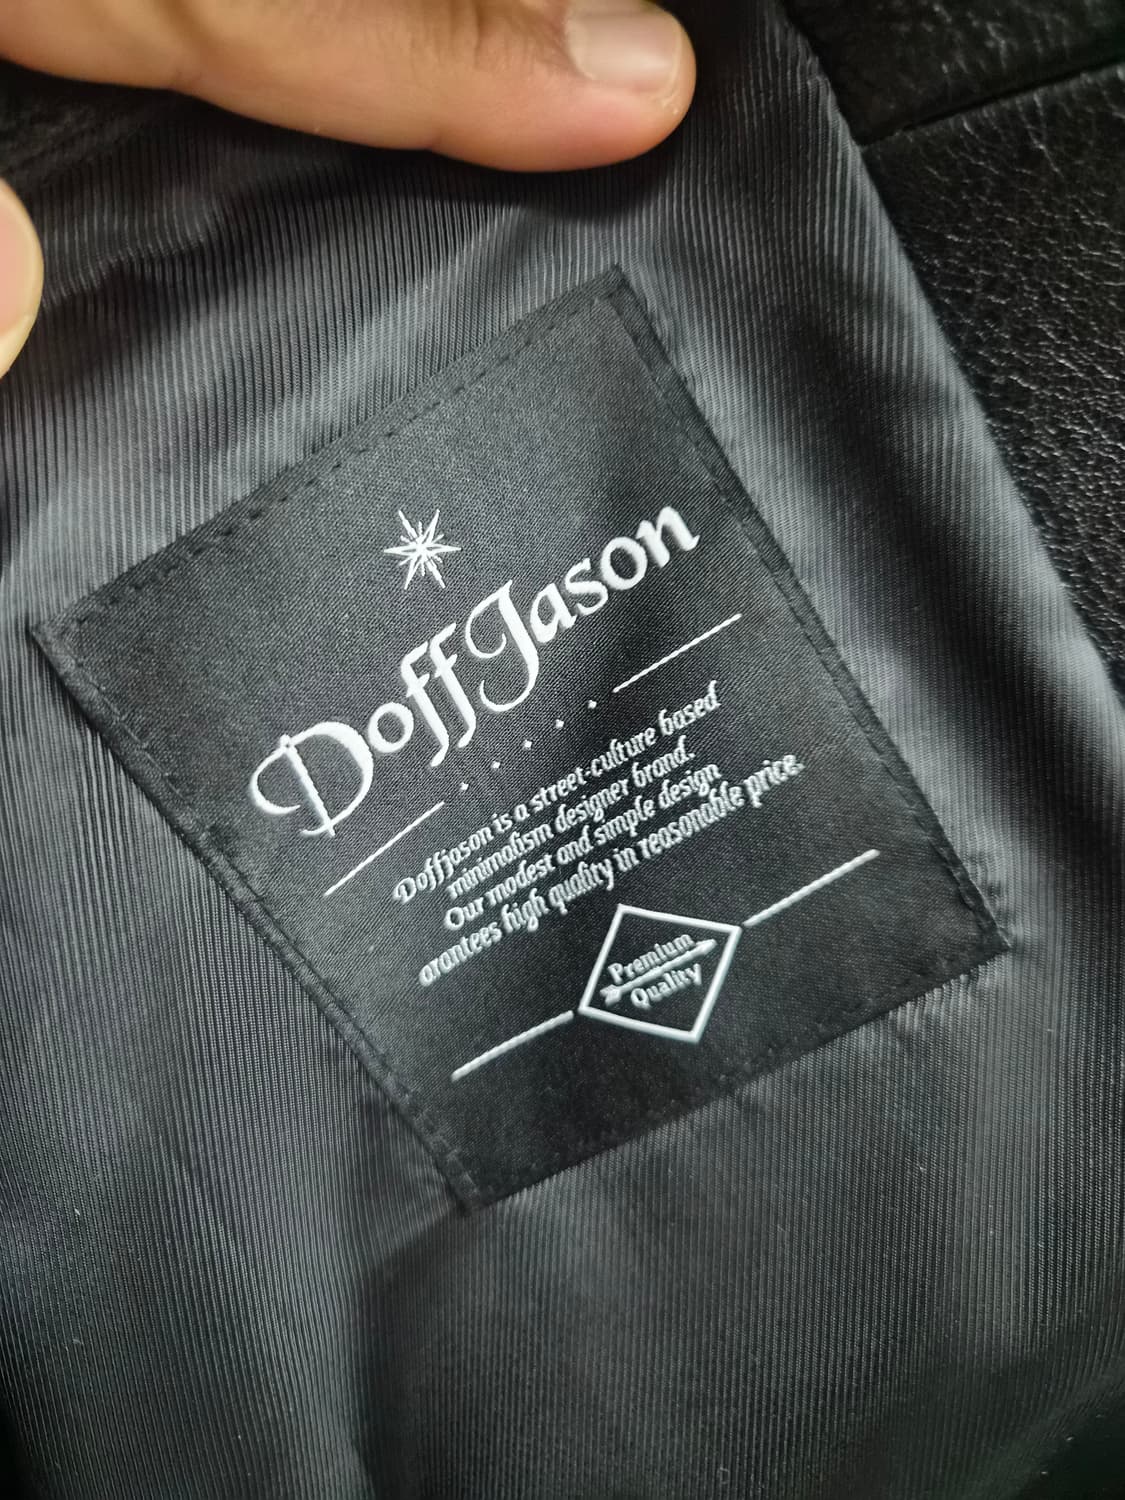 DoffJason
Doffjason is a street-culture based
minimalism designer brand.
Our modest and simple design
arantees high quality in reasonable price.
Premium
Quality